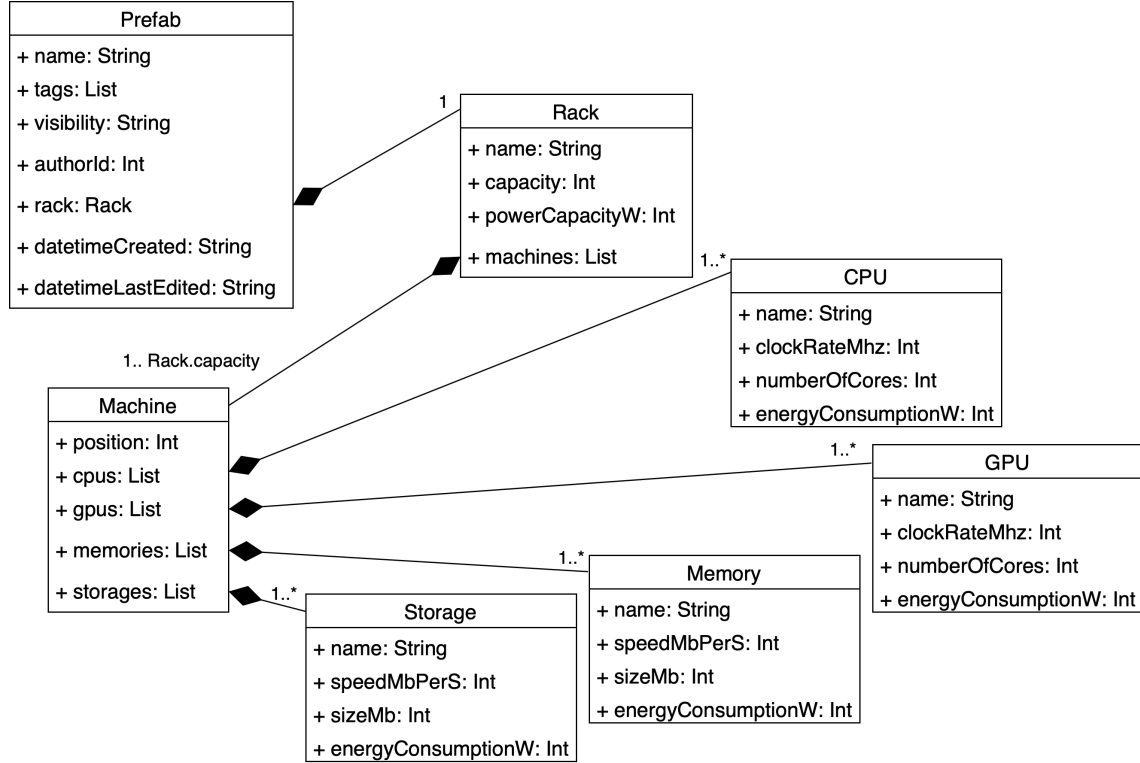 Prefab
+ name: String
+ tags: List
+ visibility: String
+ authorId: Int
+ rack: Rack
+ datetimeCreated: String
+ datetimeLastEdited: String
1
Rack
+ name: String
+ capacity: Int
+ powerCapacityW: Int
+ machines: List
1.. Rack.capacity
Machine
+ position: Int
+ cpus: List
+ gpus: List
+ memories: List
+ storages: List
1..*
CPU
+ name: String
+ clockRateMhz: Int
+ numberOfCores: Int
+ energyConsumptionW: Int
1..*
GPU
+ name: String
+ clockRateMhz: Int
+ numberOfCores: Int
+ energyConsumptionW: Int
1..*
Memory
+ name: String
+ speedMbPerS: Int
+ sizeMb: Int
+ energyConsumptionW: Int
1..*
Storage
+ name: String
+ speedMbPerS: Int
+ sizeMb: Int
+ energyConsumptionW: Int